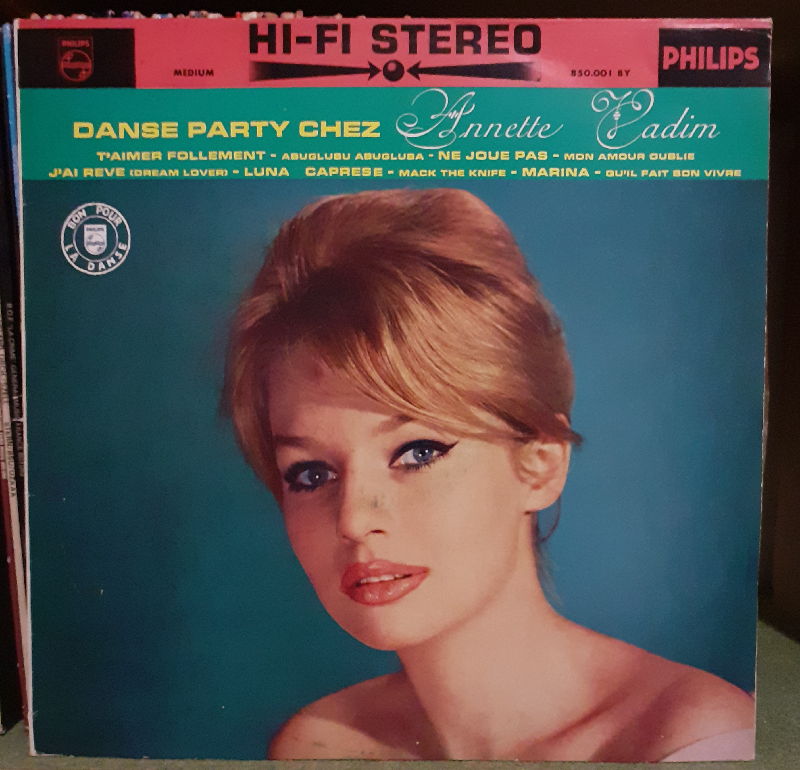 HI-FI STEREO
PHILIPS
MEDIUM
850.001 BY
PHILIPS
DANSE PARTY CHEZ Annette Vadim
T'AIMER FOLLEMENT - ABUGLUBU ABUGLUBA - NE JOUE PAS - MON AMOUR OUBLIE
J'AI REVE (DREAM LOVER) - LUNA CAPRESE - MACK THE KNIFE - MARINA - QU'IL FAIT BON VIVRE
BON POUR
LA DANSE